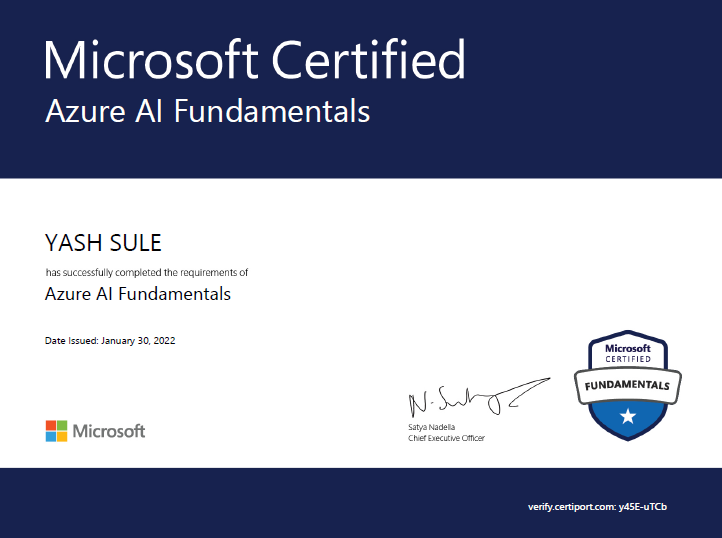 Microsoft Certified
Azure AI Fundamentals
YASH SULE
has successfully completed the requirements of
Azure AI Fundamentals
Date Issued: January 30, 2022
Microsoft
CERTIFIED
FUNDAMENTALS
Satya Nadella
Chief Executive Officer
Microsoft
verify.certiport.com: y45E-uTCb